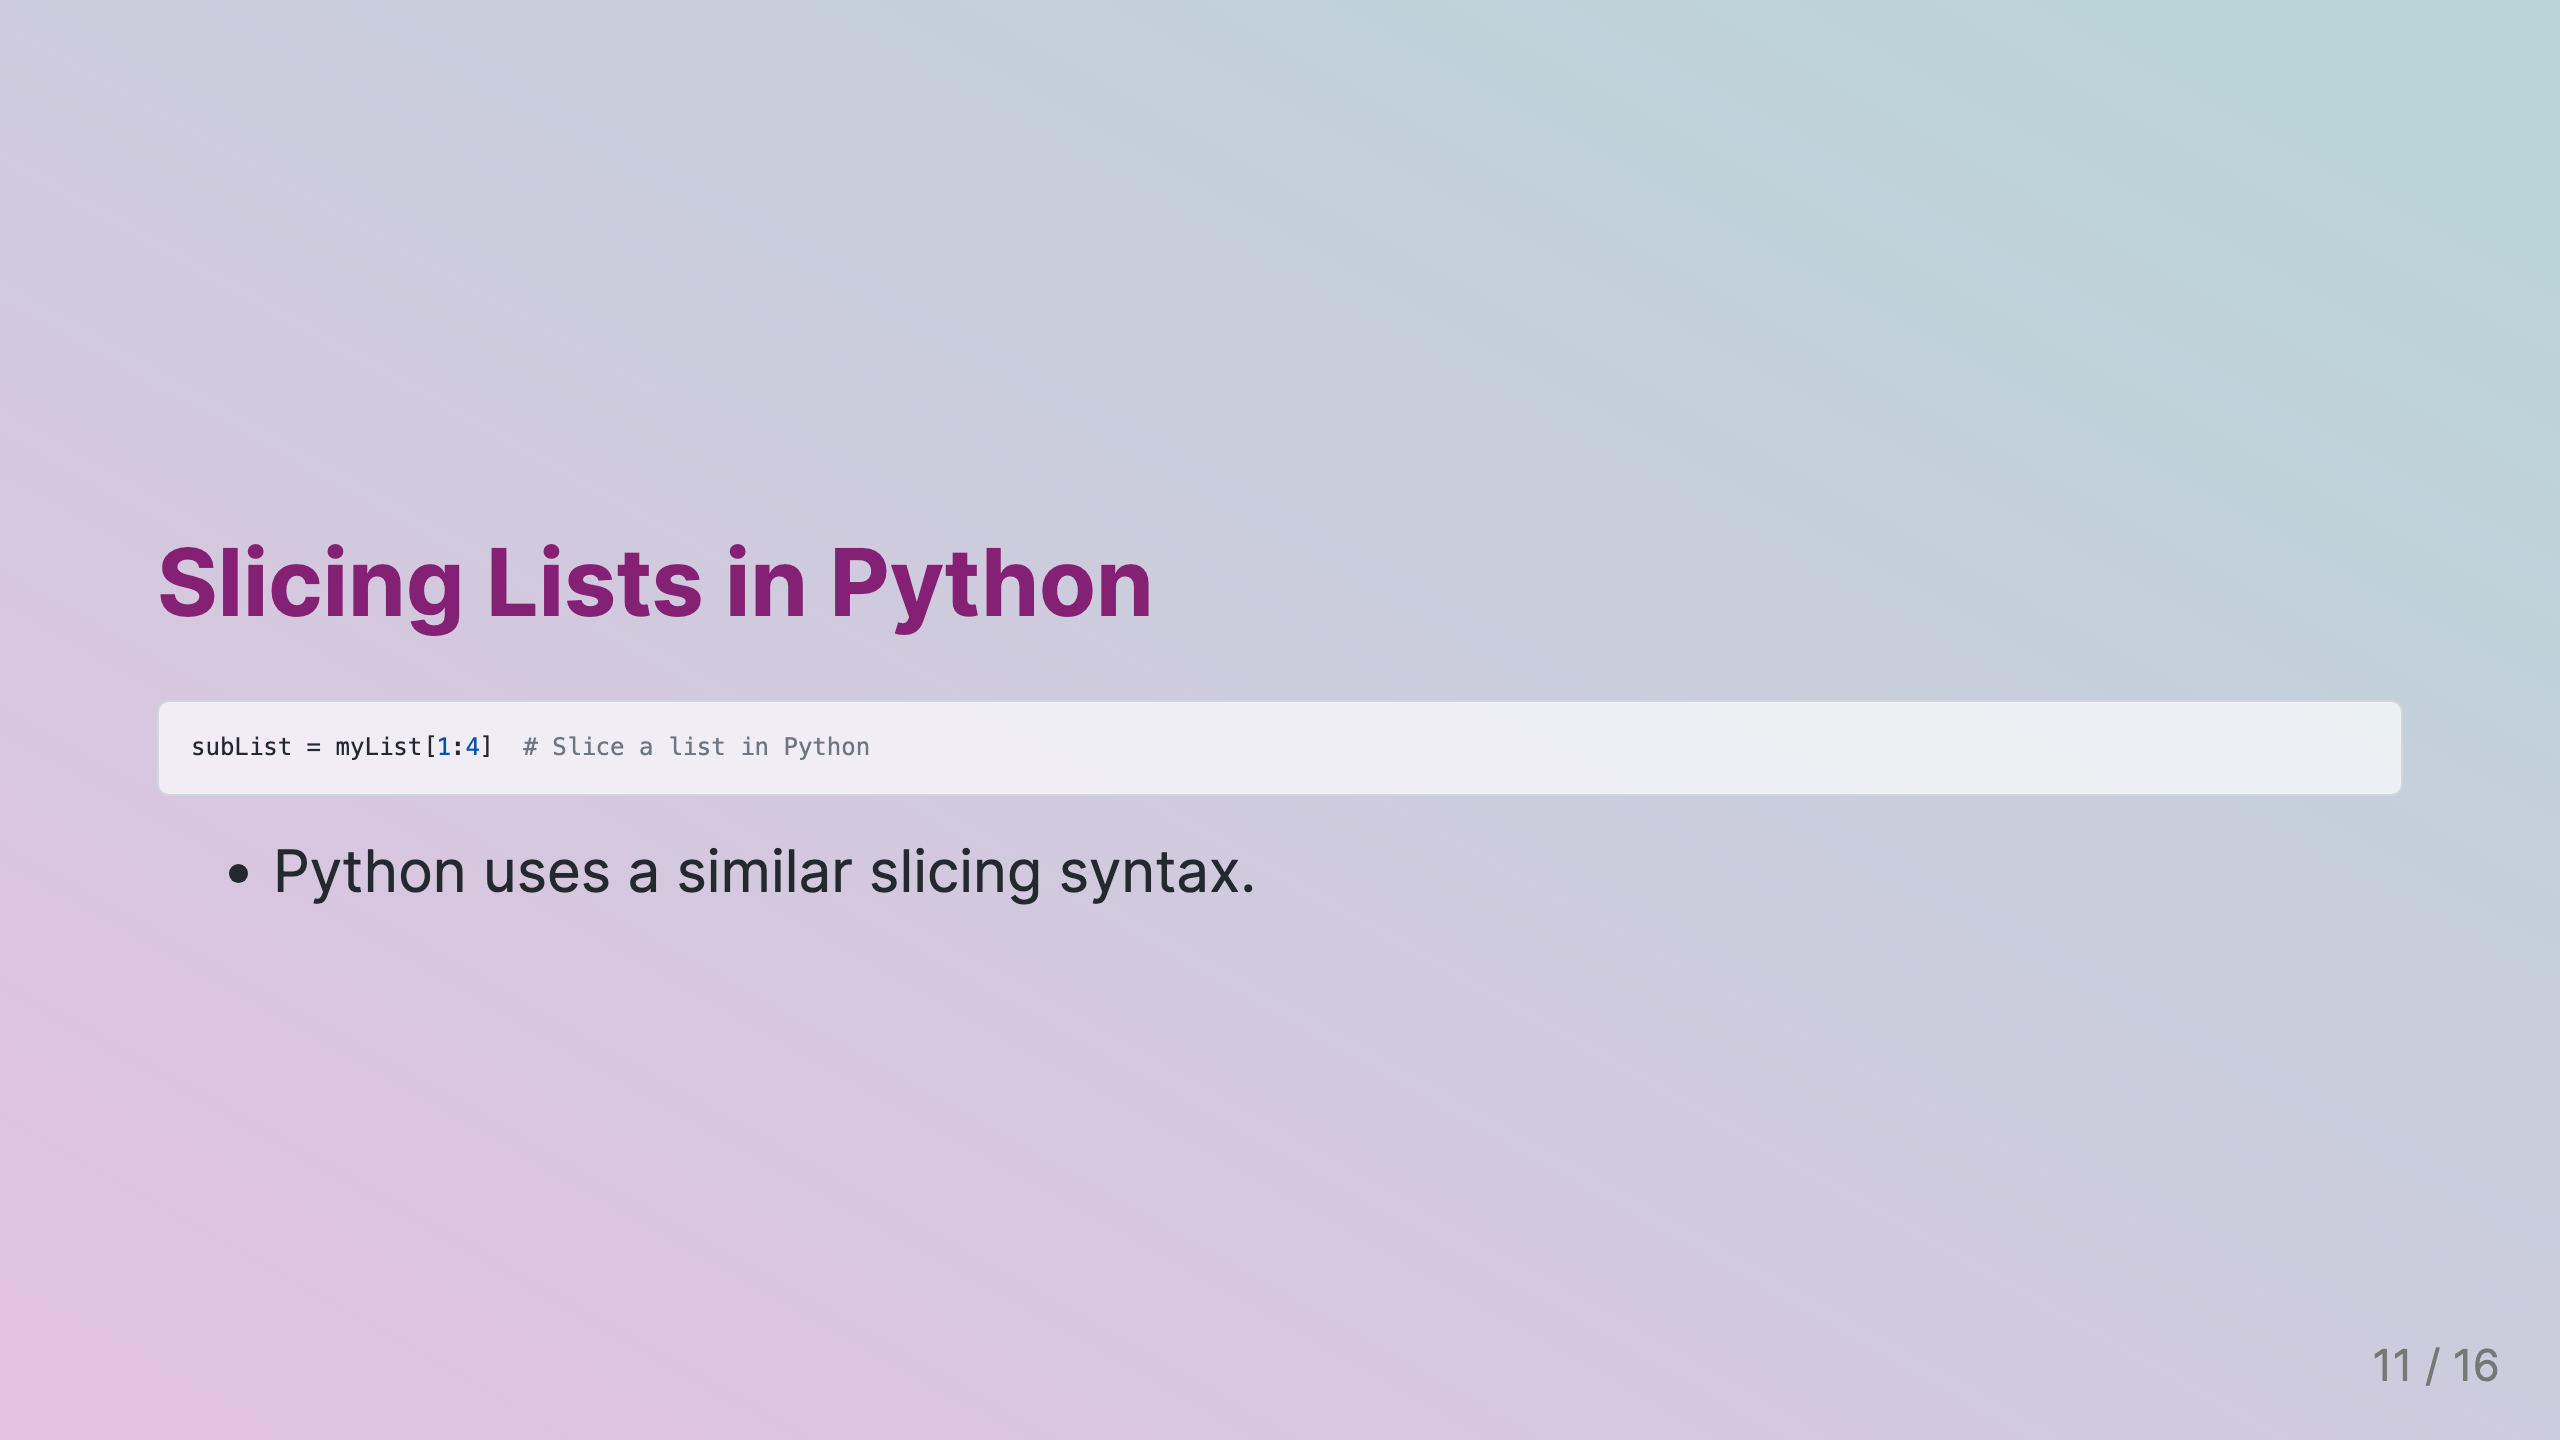 Slicing Lists in Python
subList = myList[1:4]  # Slice a list in Python
• Python uses a similar slicing syntax.
11 / 16